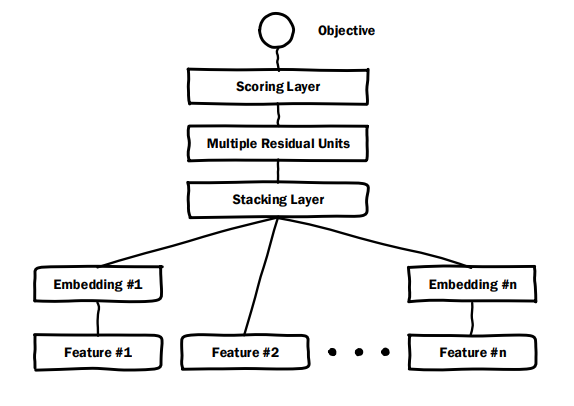 Objective
Scoring Layer
Multiple Residual Units
Stacking Layer
Embedding #1
Embedding #n
Feature #1
Feature #2
Feature #n